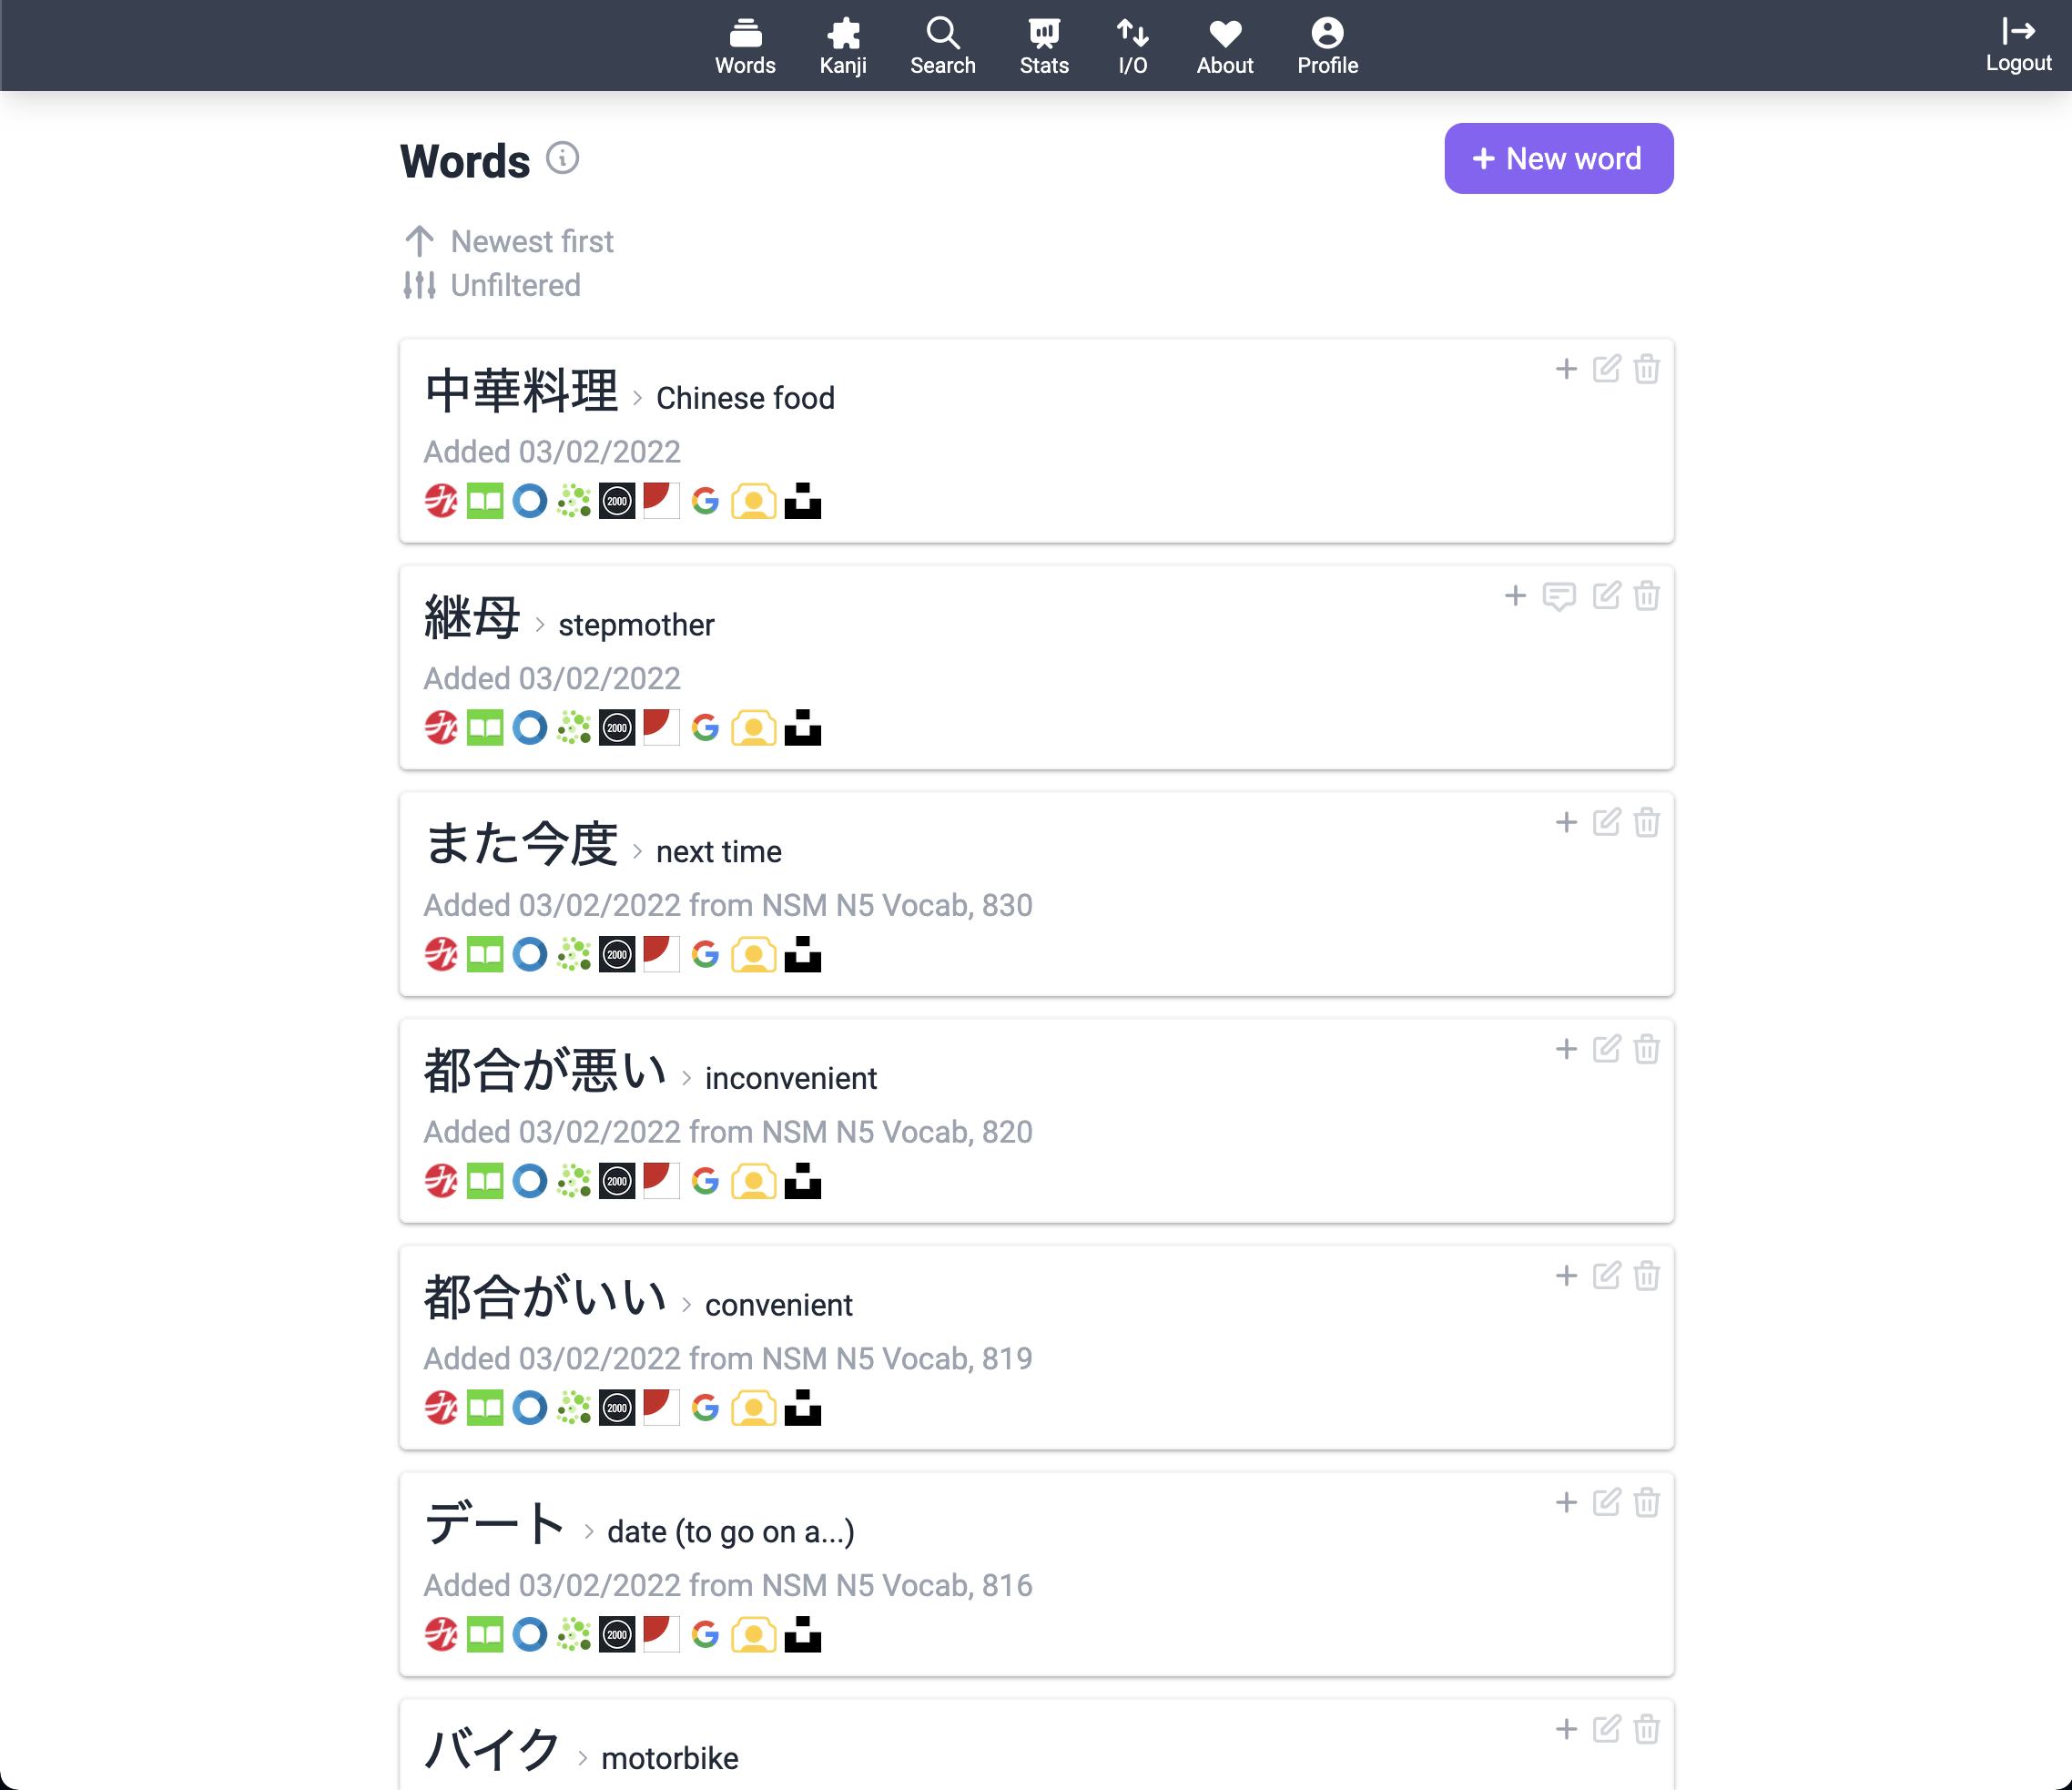 Words
Kanji
Search
Stats
I/O
About
Profile
Logout
Words
+ New word
Newest first
Unfiltered
中華料理 › Chinese food
Added 03/02/2022
2000
継母 › stepmother
Added 03/02/2022
2000
また今度 › next time
Added 03/02/2022 from NSM N5 Vocab, 830
2000
都合が悪い › inconvenient
Added 03/02/2022 from NSM N5 Vocab, 820
2000
都合がいい › convenient
Added 03/02/2022 from NSM N5 Vocab, 819
2000
デート › date (to go on a...)
Added 03/02/2022 from NSM N5 Vocab, 816
2000
バイク › motorbike